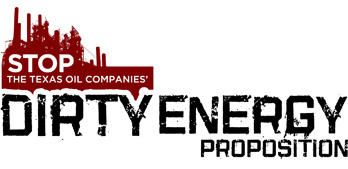 STOP
THE TEXAS OIL COMPANIES'
DIRTY ENERGY
PROPOSITION